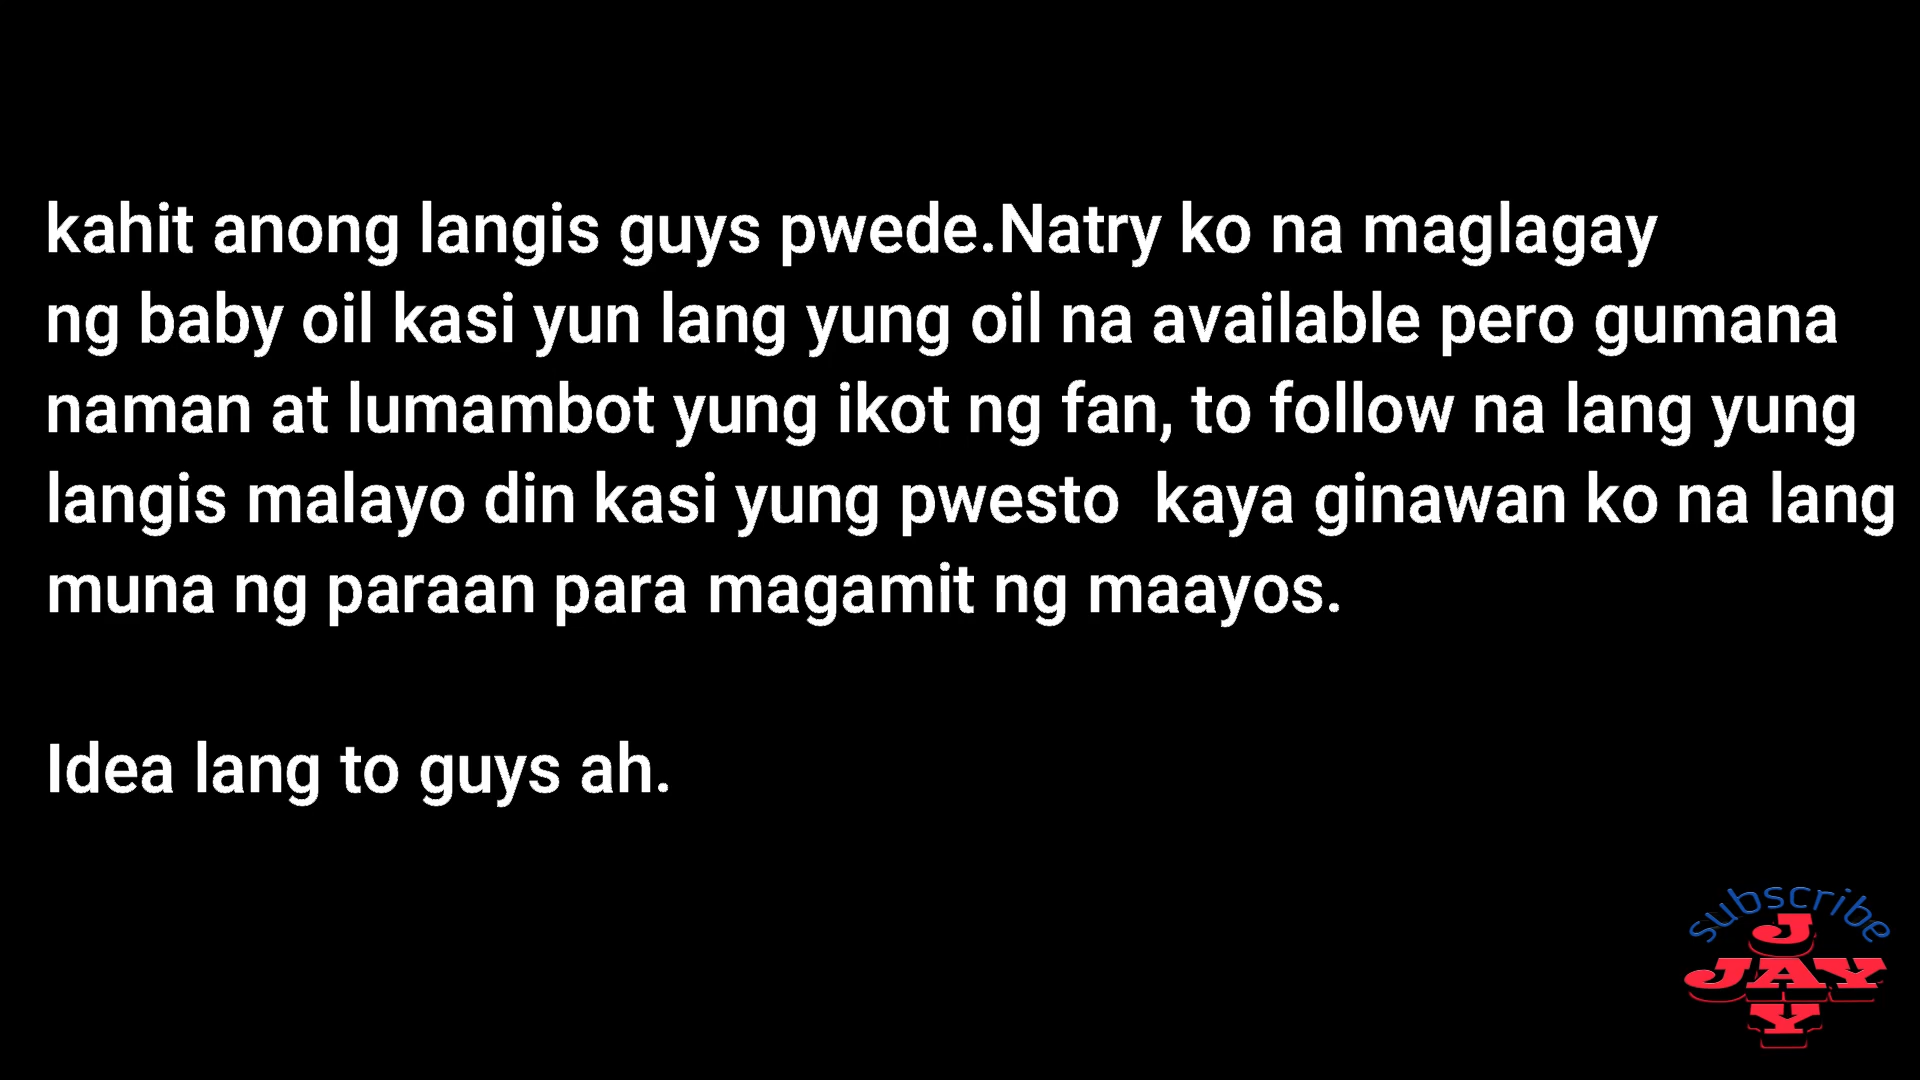 kahit anong langis guys pwede.Natry ko na maglagay
ng baby oil kasi yun lang yung oil na available pero gumana
naman at lumambot yung ikot ng fan, to follow na lang yung
langis malayo din kasi yung pwesto  kaya ginawan ko na lang
muna ng paraan para magamit ng maayos.
Idea lang to guys ah.
subscribe
J
JAY
Y